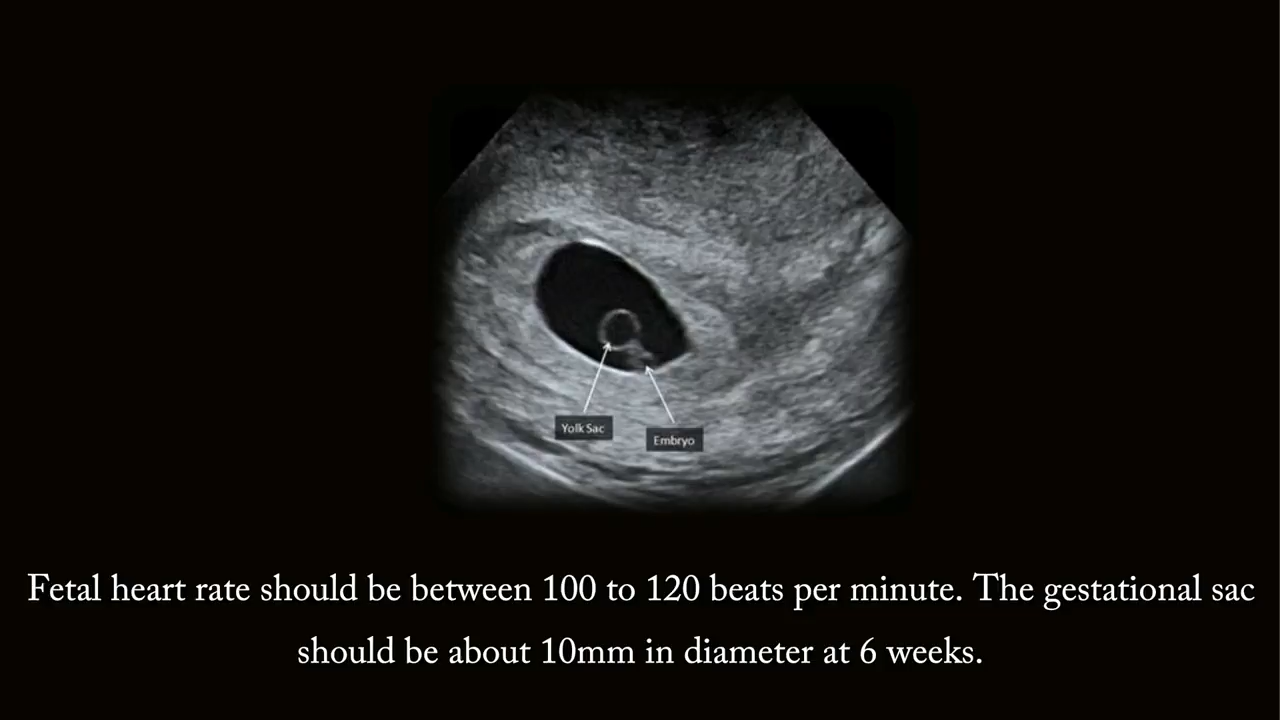 Yolk Sac
Embryo
Fetal heart rate should be between 100 to 120 beats per minute. The gestational sac
should be about 10mm in diameter at 6 weeks.